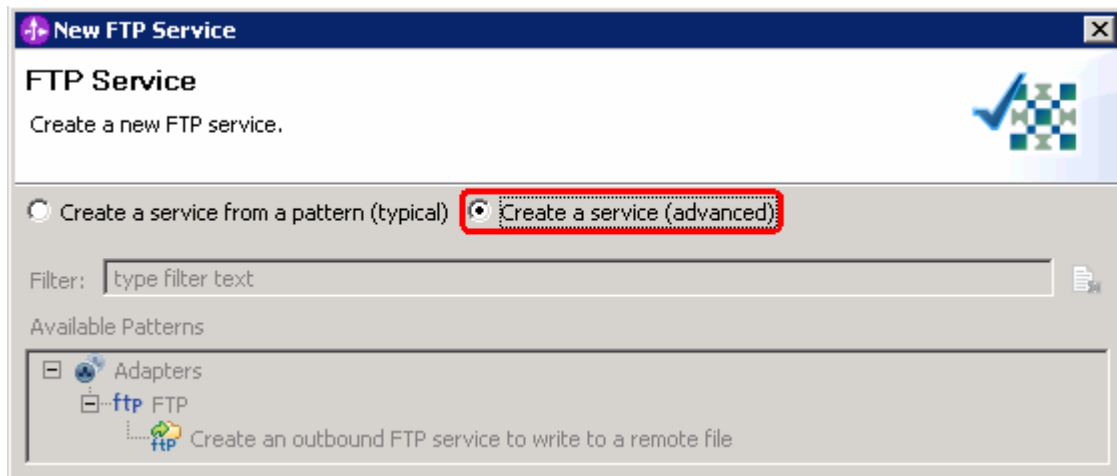 New FTP Service
FTP Service
Create a new FTP service.
Create a service from a pattern (typical) Create a service (advanced)
Filter: type filter text
Available Patterns
Adapters
ftp FTP
ftp Create an outbound FTP service to write to a remote file